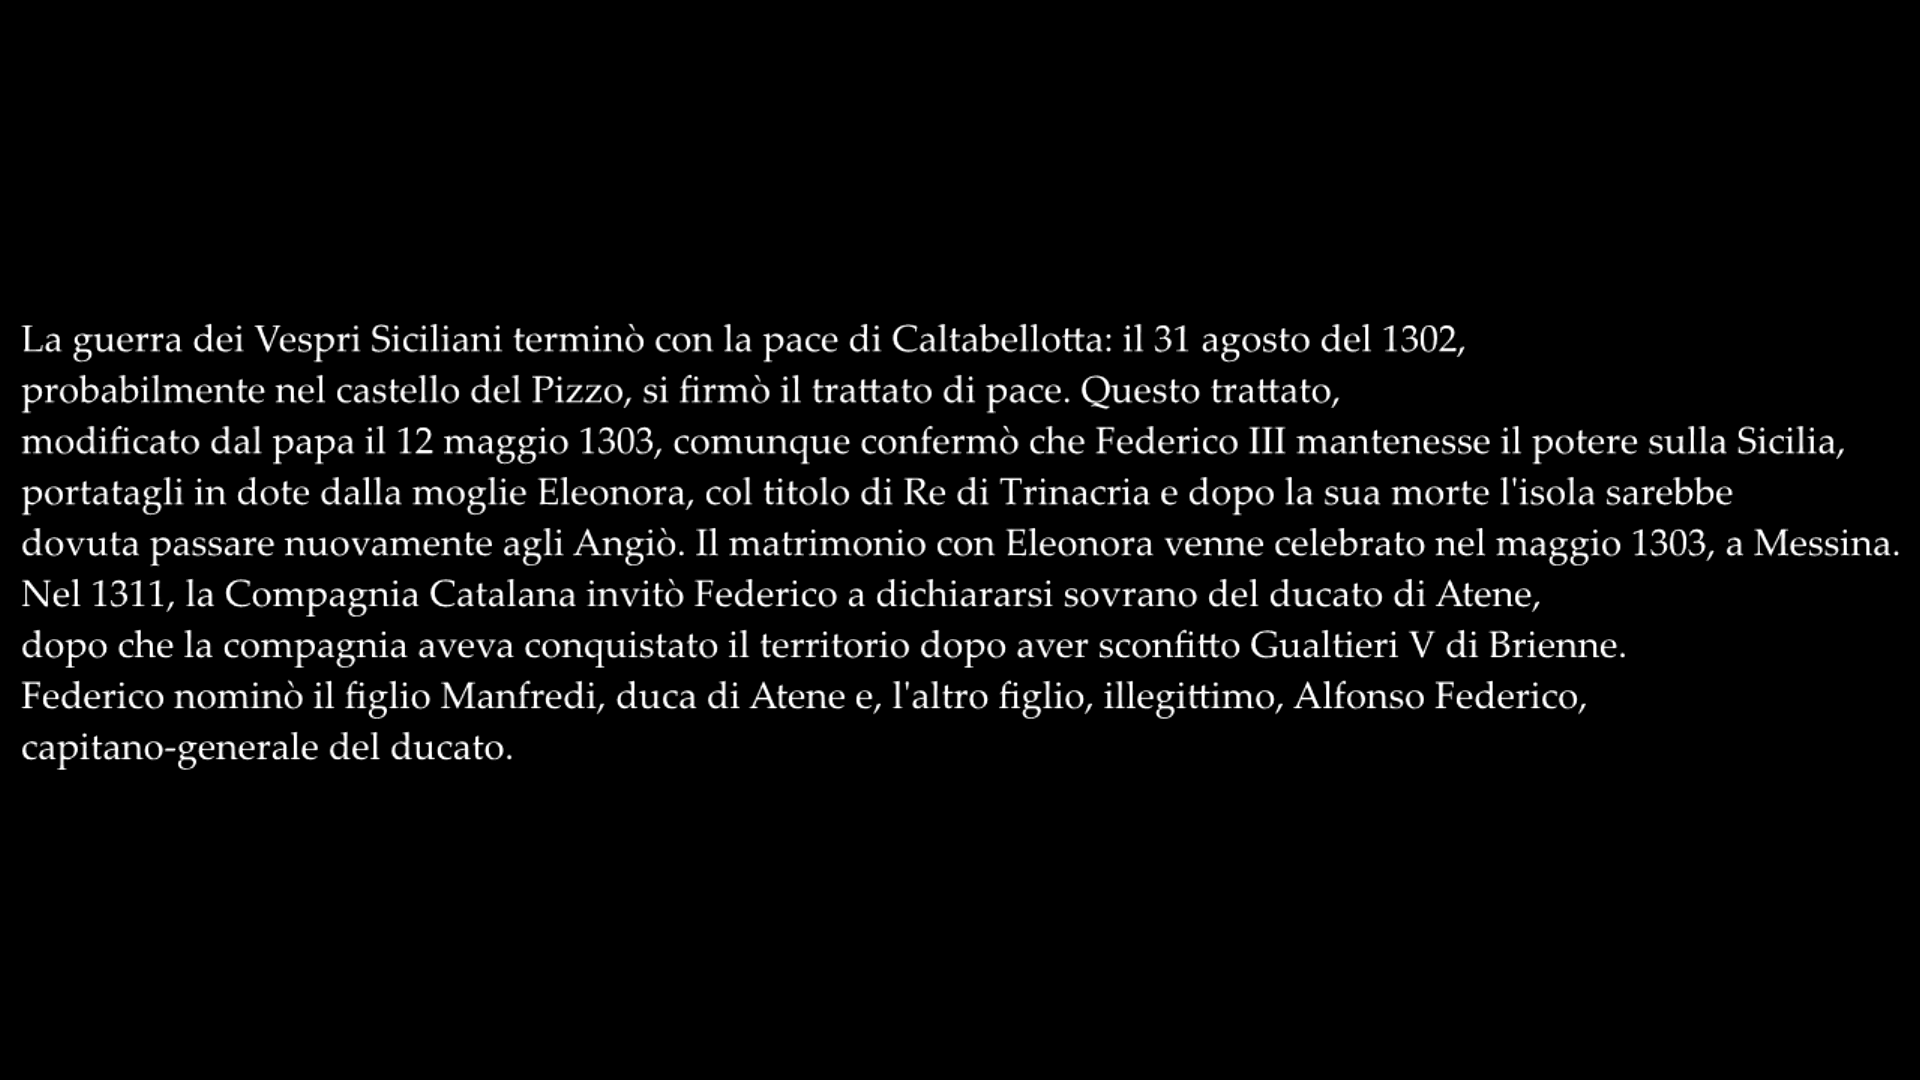 La guerra dei Vespri Siciliani terminò con la pace di Caltabellotta: il 31 agosto del 1302,
probabilmente nel castello del Pizzo, si firmò il trattato di pace. Questo trattato,
modificato dal papa il 12 maggio 1303, comunque confermò che Federico III mantenesse il potere sulla Sicilia,
portatagli in dote dalla moglie Eleonora, col titolo di Re di Trinacria e dopo la sua morte l'isola sarebbe
dovuta passare nuovamente agli Angiò. Il matrimonio con Eleonora venne celebrato nel maggio 1303, a Messina.
Nel 1311, la Compagnia Catalana invitò Federico a dichiararsi sovrano del ducato di Atene,
dopo che la compagnia aveva conquistato il territorio dopo aver sconfitto Gualtieri V di Brienne.
Federico nominò il figlio Manfredi, duca di Atene e, l'altro figlio, illegittimo, Alfonso Federico,
capitano-generale del ducato.